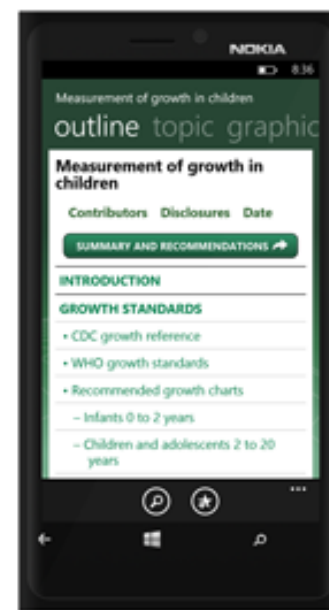 NOKIA
8:36
Measurement of growth in children
outline topic graphic
Measurement of growth in
children
Contributors Disclosures Date
SUMMARY AND RECOMMENDATIONS
INTRODUCTION
GROWTH STANDARDS
• CDC growth reference
• WHO growth standards
• Recommended growth charts
– Infants 0 to 2 years
– Children and adolescents 2 to 20
years
...